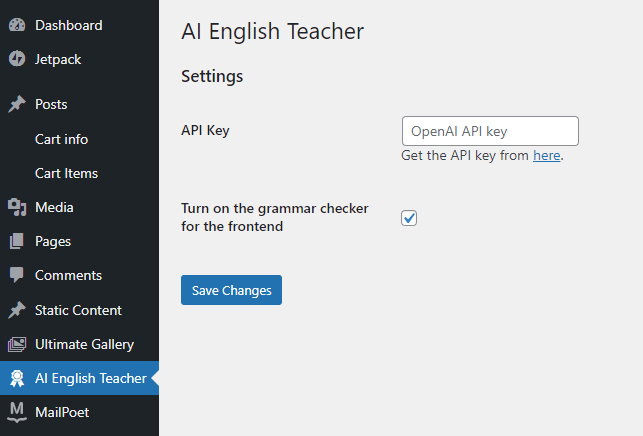 Dashboard
Jetpack
Posts
Cart info
Cart Items
Media
Pages
Comments
Static Content
Ultimate Gallery
AI English Teacher
MailPoet
AI English Teacher
Settings
API Key
OpenAI API key
Get the API key from here.
Turn on the grammar checker
for the frontend
Save Changes